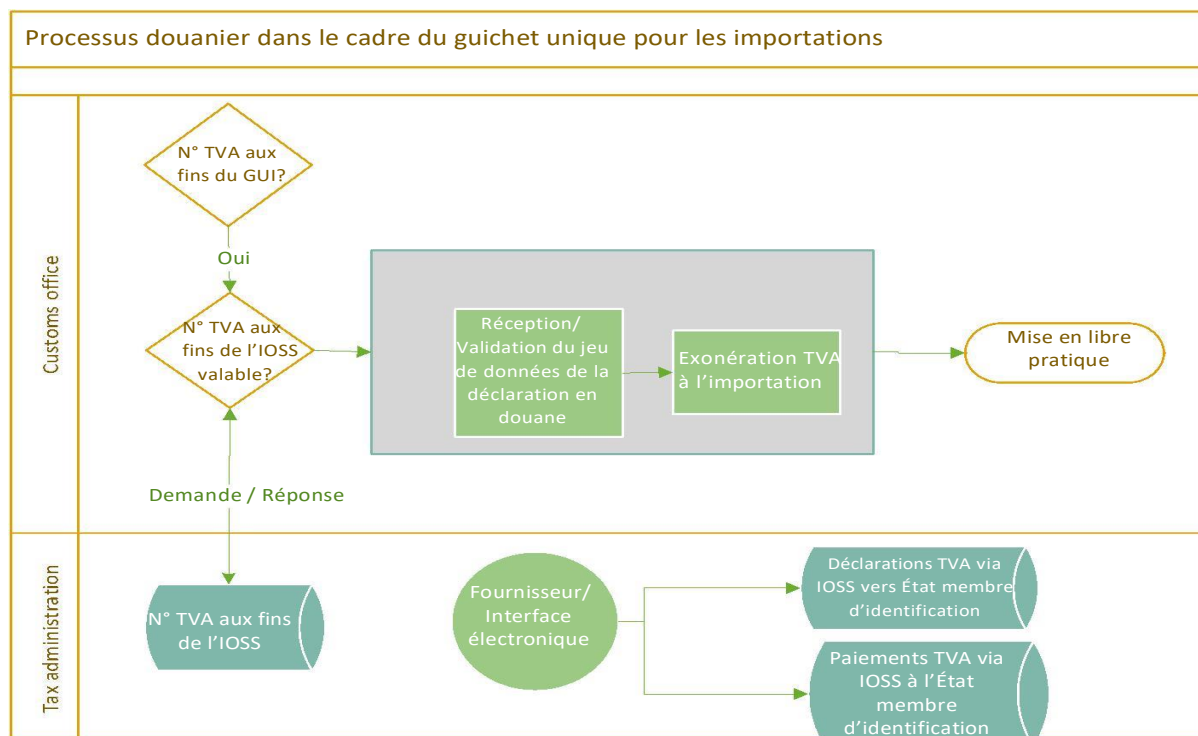 Processus douanier dans le cadre du guichet unique pour les importations
Customs office
N° TVA aux
fins du GUI?
Oui
N° TVA aux
fins de l’IOSS
valable?
Réception/
Validation du jeu
de données de la
déclaration en
douane
Exonération TVA
à l’importation
Mise en libre
pratique
Demande / Réponse
Tax administration
N° TVA aux fins
de l’IOSS
Fournisseur/
Interface
électronique
Déclarations TVA via
IOSS vers État membre
d’identification
Paiements TVA via
IOSS à l’État
membre
d’identification